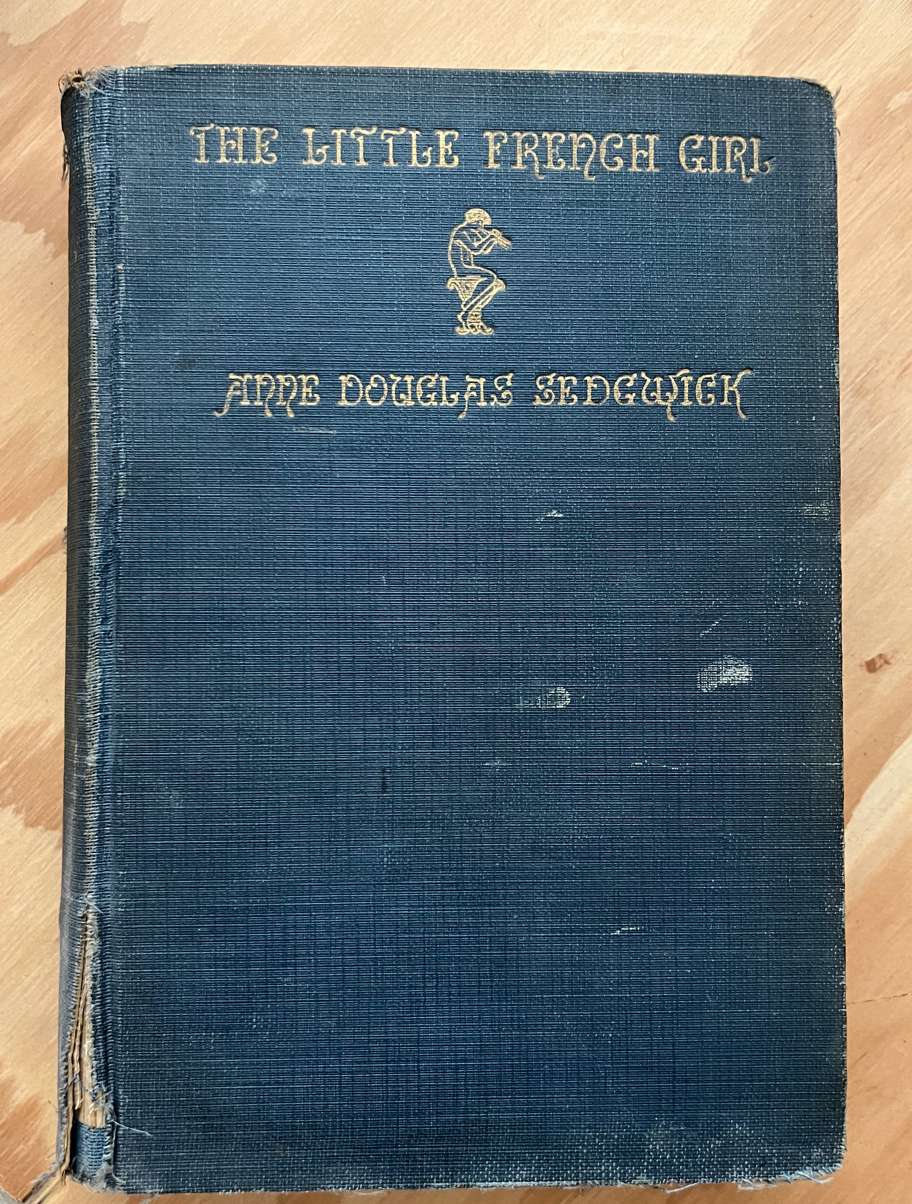 THE LITTLE FRENCH GIRL
ANNE DOUGLAS SEDGWICK